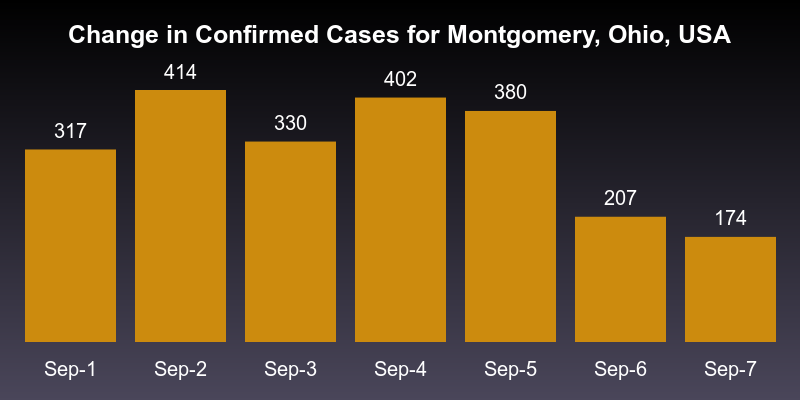 Change in Confirmed Cases for Montgomery, Ohio, USA
317
414
330
402
380
207
174
Sep-1
Sep-2
Sep-3
Sep-4
Sep-5
Sep-6
Sep-7